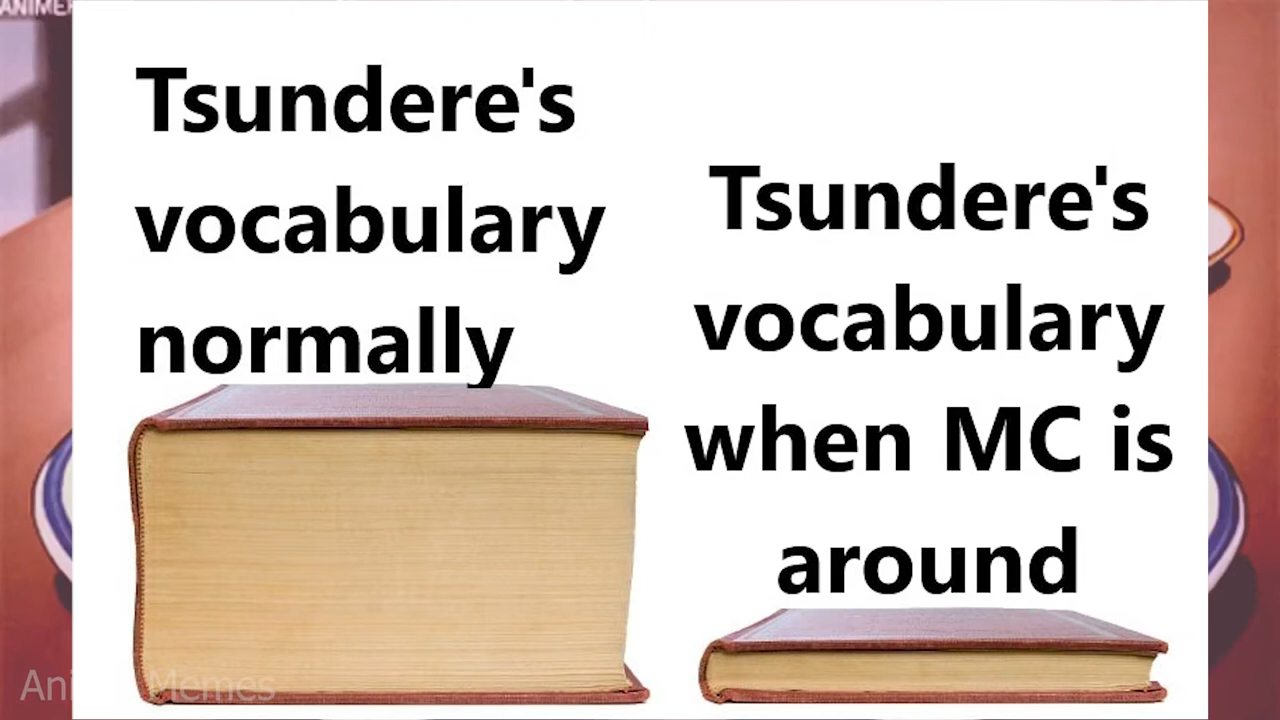 Tsundere's
vocabulary
normally
Tsundere's
vocabulary
when MC is
around